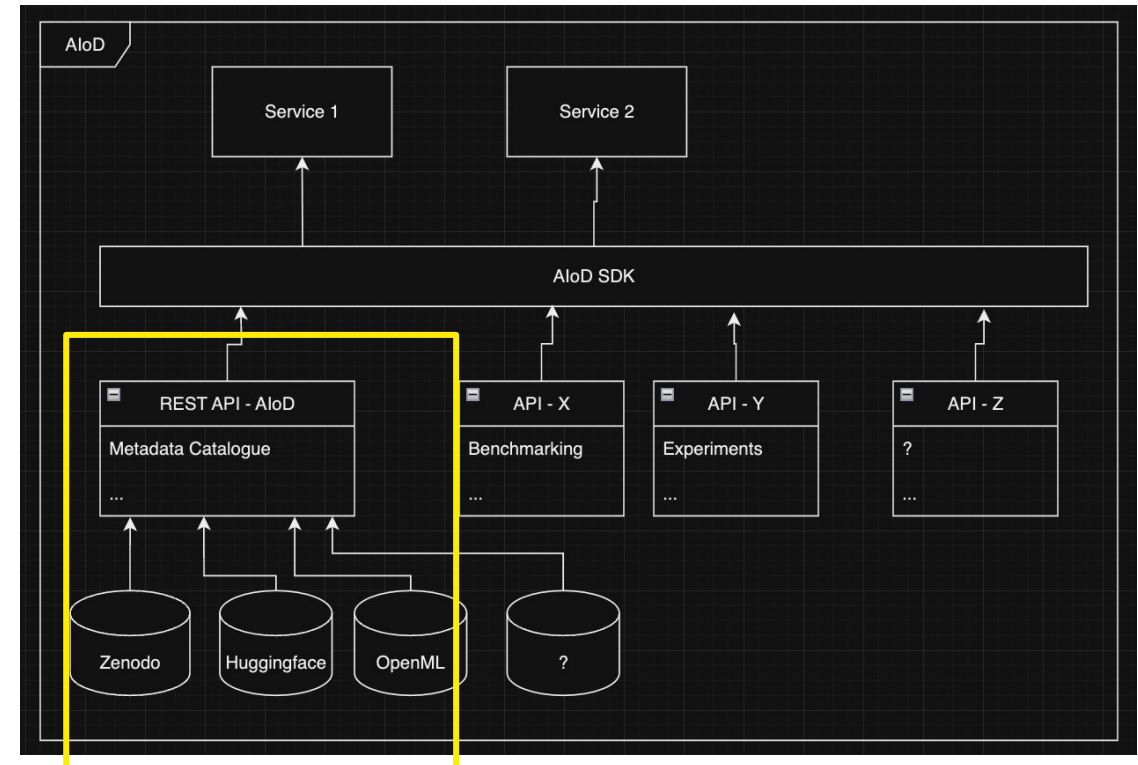 AIoD
Service 1
Service 2
AIoD SDK
REST API - AIoD
Metadata Catalogue
...
API - X
Benchmarking
...
API - Y
Experiments
...
API - Z
?
...
Zenodo
Huggingface
OpenML
?